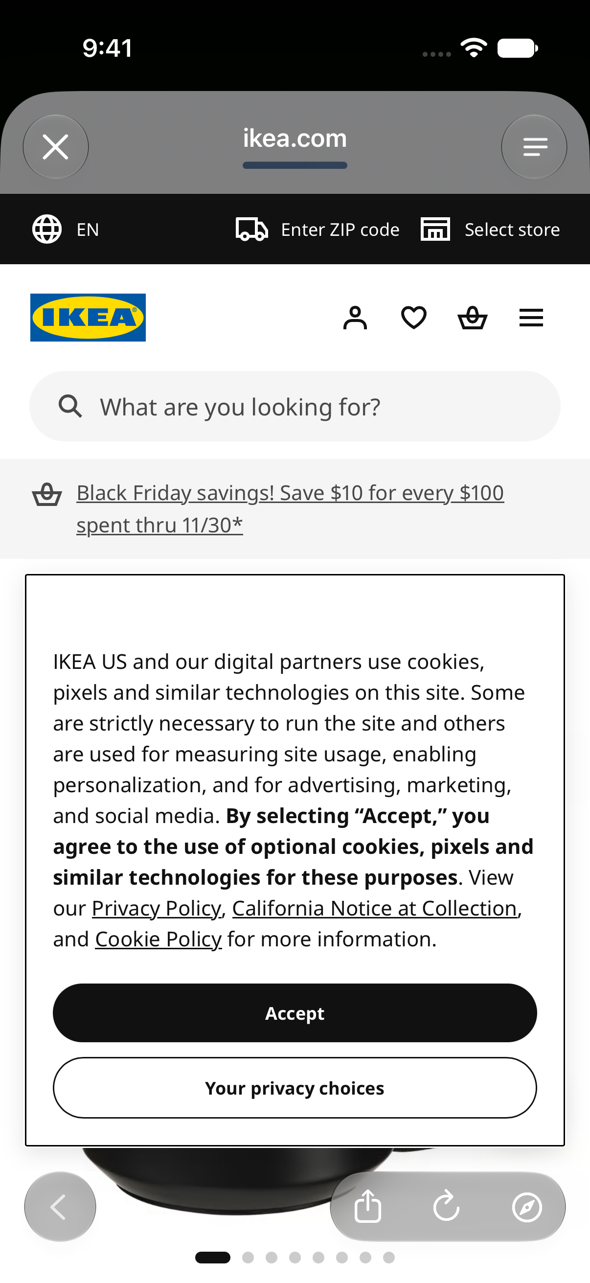 9:41
ikea.com
EN
Enter ZIP code
Select store
IKEA
What are you looking for?
Black Friday savings! Save $10 for every $100
spent thru 11/30*
IKEA US and our digital partners use cookies,
pixels and similar technologies on this site. Some
are strictly necessary to run the site and others
are used for measuring site usage, enabling
personalization, and for advertising, marketing,
and social media. By selecting “Accept,” you
agree to the use of optional cookies, pixels and
similar technologies for these purposes. View
our Privacy Policy, California Notice at Collection,
and Cookie Policy for more information.
Accept
Your privacy choices